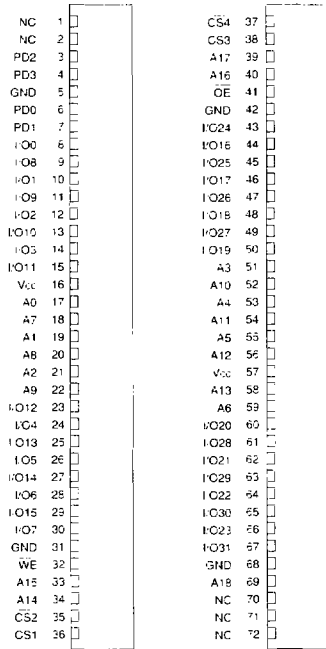 NC 1
NC 2
PD2 3
PD3 4
GND 5
PD0 6
PD1 7
I/O0 8
I/O8 9
I/O1 10
I/O9 11
I/O2 12
I/O10 13
I/O3 14
I/O11 15
Vcc 16
A0 17
A7 18
A1 19
A8 20
A2 21
A9 22
I/O12 23
I/O4 24
I/O13 25
I/O5 26
I/O14 27
I/O6 28
I/O15 29
I/O7 30
GND 31
WE 32
A15 33
A14 34
CS2 35
CS1 36
CS4 37
CS3 38
A17 39
A16 40
OE 41
GND 42
I/O24 43
I/O16 44
I/O25 45
I/O17 46
I/O26 47
I/O18 48
I/O27 49
I/O19 50
A3 51
A10 52
A4 53
A11 54
A5 55
A12 56
Vcc 57
A13 58
A6 59
I/O20 60
I/O28 61
I/O21 62
I/O29 63
I/O22 64
I/O30 65
I/O23 66
I/O31 67
GND 68
A18 69
NC 70
NC 71
NC 72